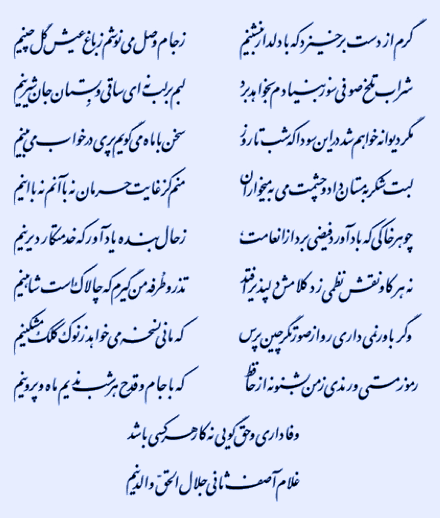 گرم از دست برخیزد که با دلدار بنشینم ز جام وصل می نوشم ز باغ عیش گل چینم
شراب تلخ صوفی سوز بنیادم بخواهد برد لبم بر لب نه ای ساقی و بستان جان شیرینم
مگر دیوانه خواهم شد در این سودا که شب تا روز سخن با ماه می گویم پری در خواب می بینم
لبت شکر به مستان داد و چشمت می به میخواران منم کز غایت حرمان نه با آنم نه با اینم
چو هر خاکی که باد آورد فیضی برد از انعامت ز حال بنده یاد آور که خدمتکار دیرینم
نه هر کاو نقش نظمی زد کلامش دلپذیر افتد تذرو طرفه من گیرم که چالاک است شاهینم
وگر باور نمی داری رو از صورتگر چین پرس که مانی نسخه می خواهد ز نوک کلک مشکینم
رموز مستی و رندی ز من بشنو نه از حافظ که با جام و قدح هر شب ندیم ماه و پروینم
وفاداری و حق گویی نه کار هر کسی باشد
غلام آصف ثانی جلال الحق و الدینم